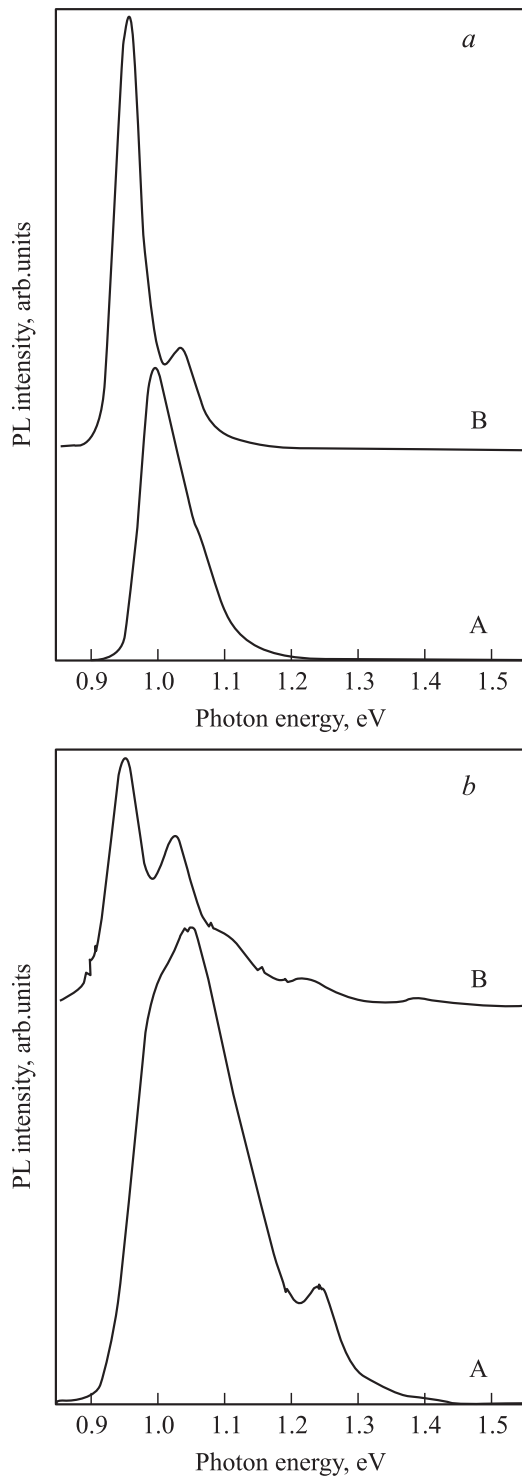 a
PL intensity, arb.units
B
A
0.9 1.0 1.1 1.2 1.3 1.4 1.5
Photon energy, eV
b
PL intensity, arb.units
B
A
0.9 1.0 1.1 1.2 1.3 1.4 1.5
Photon energy, eV